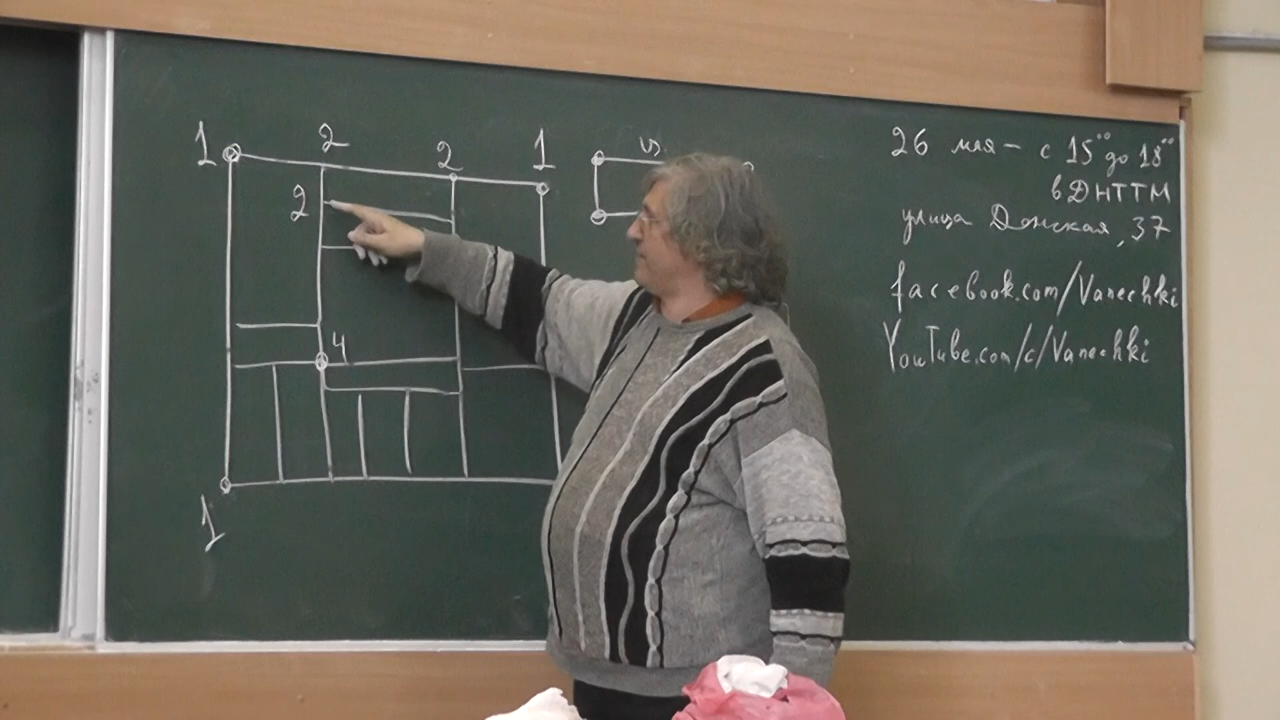 1 2 2 1
2
4
1
26 мая - с 15⁰⁰ до 18⁰⁰
в ДНТТМ
улица Донская, 37
facebook.com/Vanechki
YouTube.com/c/Vanechki